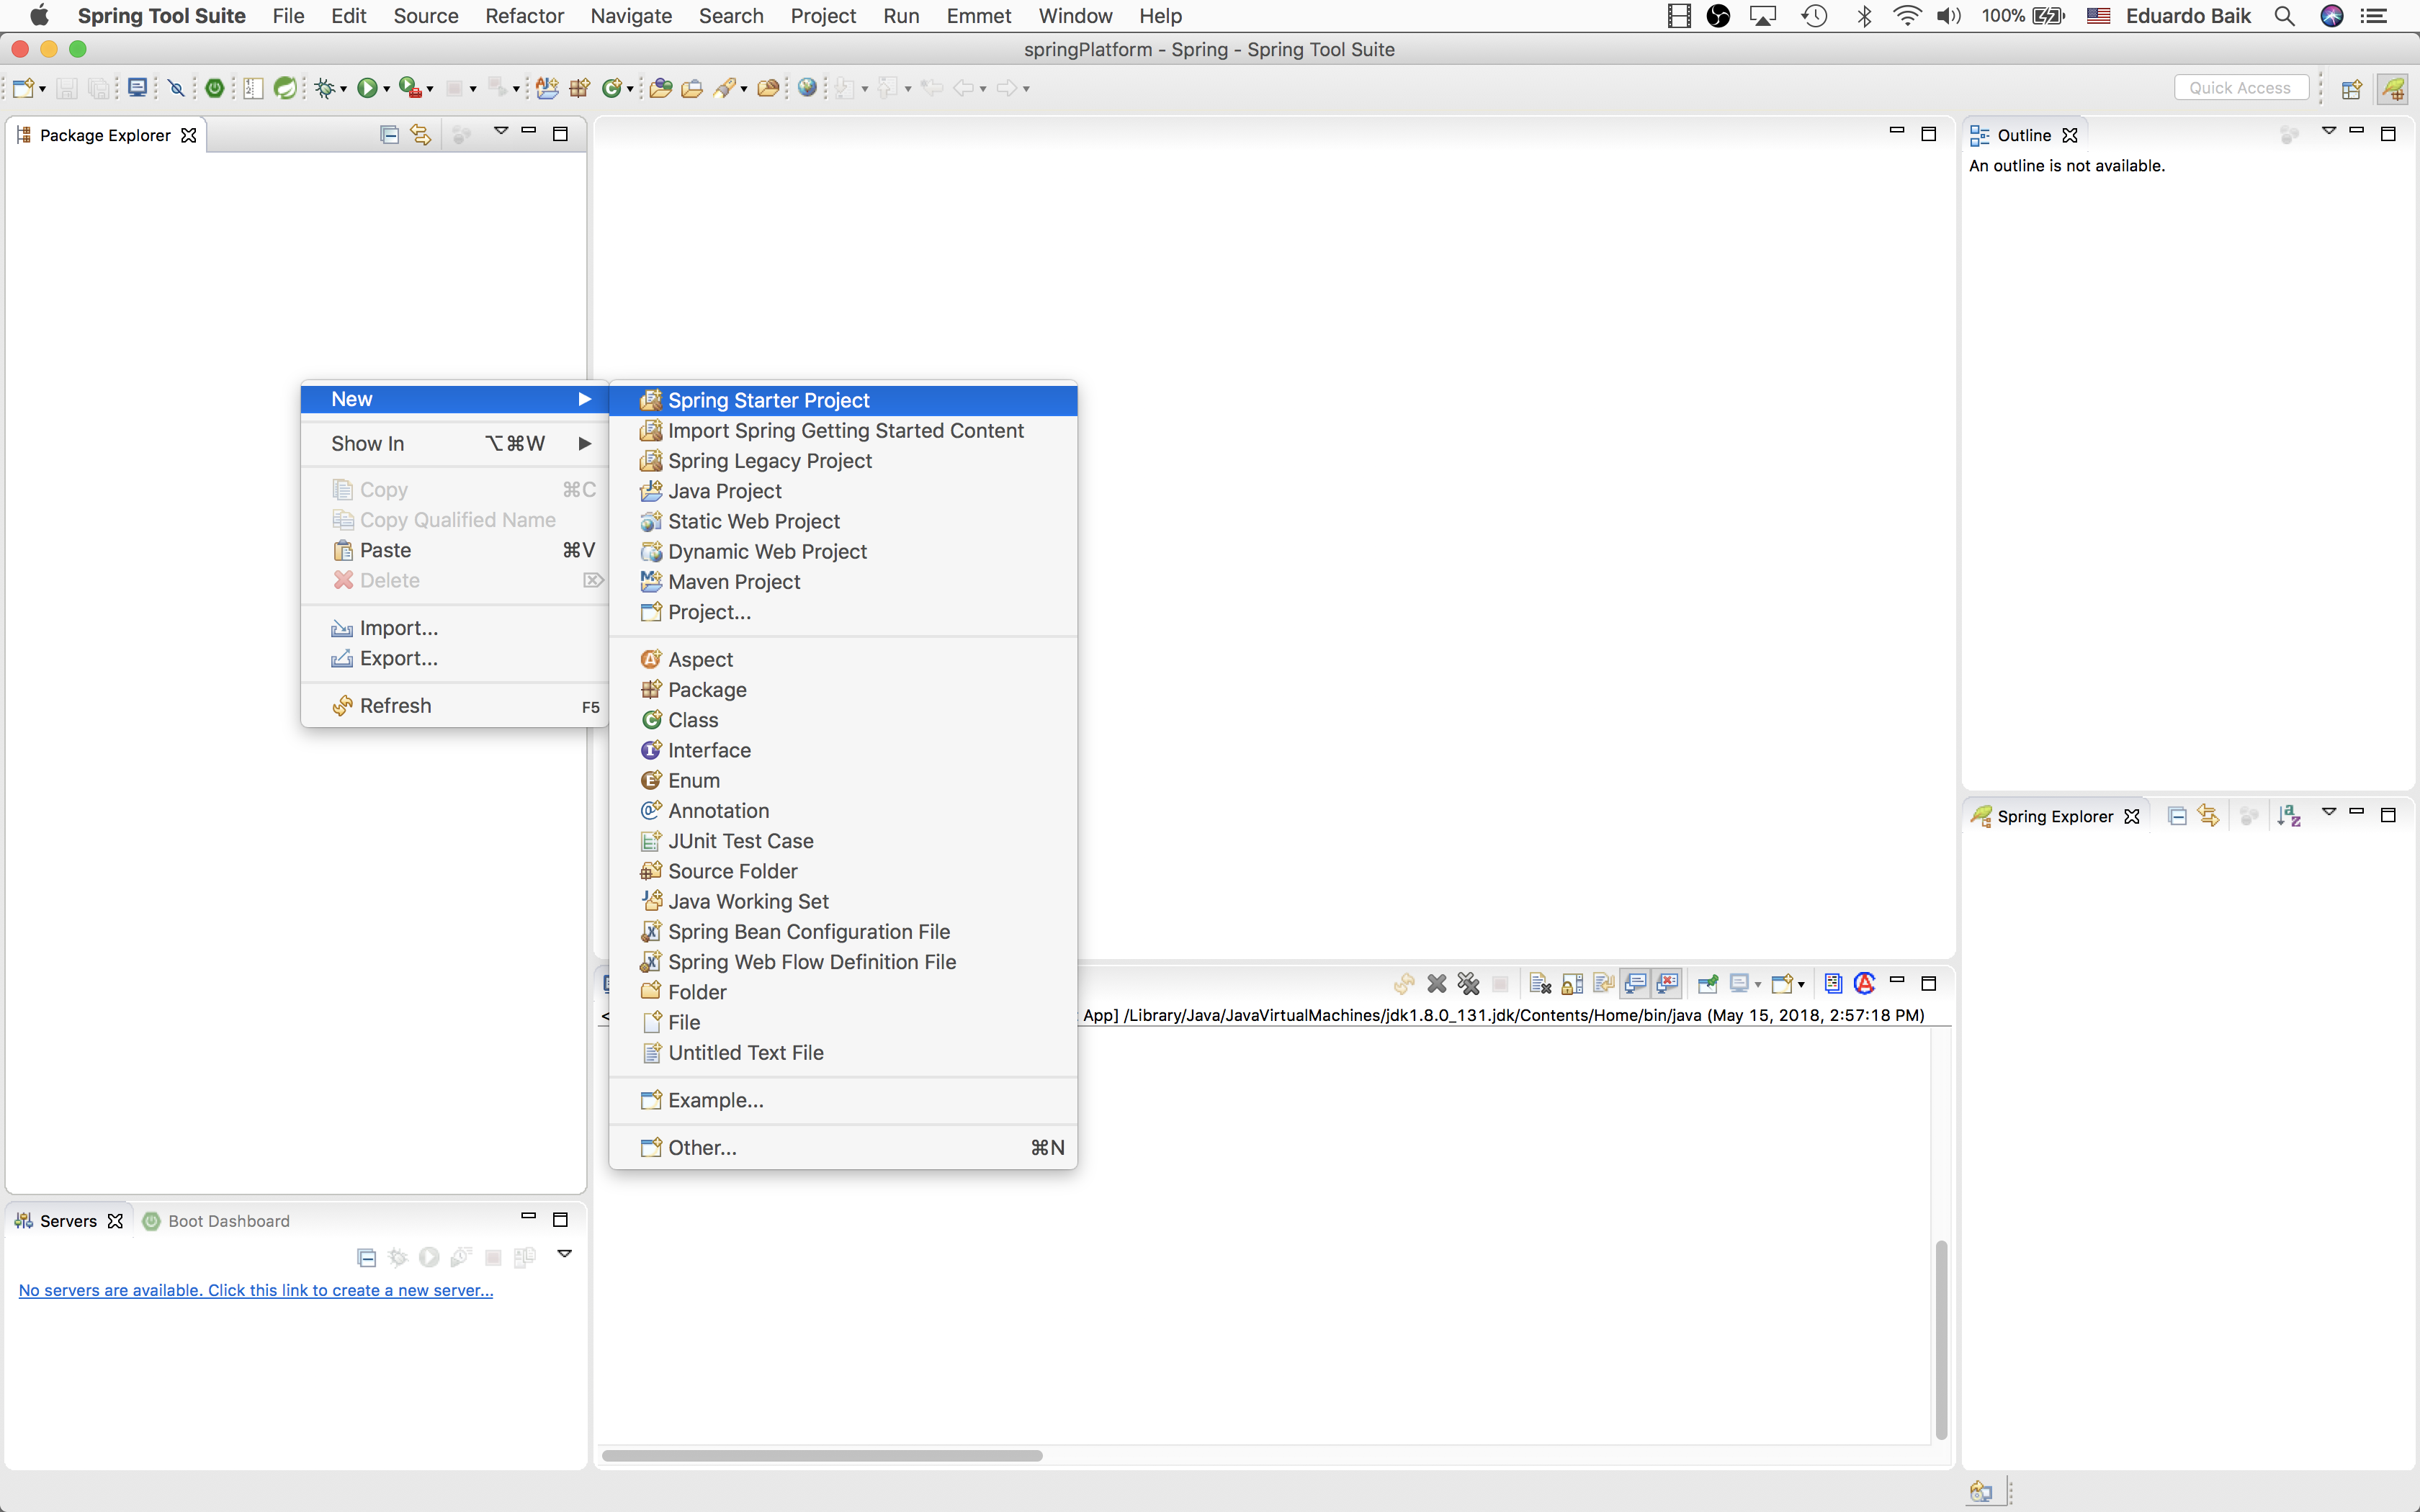 Spring Tool Suite File Edit Source Refactor Navigate Search Project Run Emmet Window Help 100% Eduardo Baik
springPlatform - Spring - Spring Tool Suite
Quick Access
Package Explorer
Outline
An outline is not available.
New
Show In ⌥⌘W
Copy ⌘C
Copy Qualified Name
Paste ⌘V
Delete ⌦
Import...
Export...
Refresh F5
Spring Starter Project
Import Spring Getting Started Content
Spring Legacy Project
Java Project
Static Web Project
Dynamic Web Project
Maven Project
Project...
Aspect
Package
Class
Interface
Enum
Annotation
JUnit Test Case
Source Folder
Java Working Set
Spring Bean Configuration File
Spring Web Flow Definition File
Folder
File
Untitled Text File
Example...
Other... ⌘N
Spring Explorer
App] /Library/Java/JavaVirtualMachines/jdk1.8.0_131.jdk/Contents/Home/bin/java (May 15, 2018, 2:57:18 PM)
Servers Boot Dashboard
No servers are available. Click this link to create a new server...